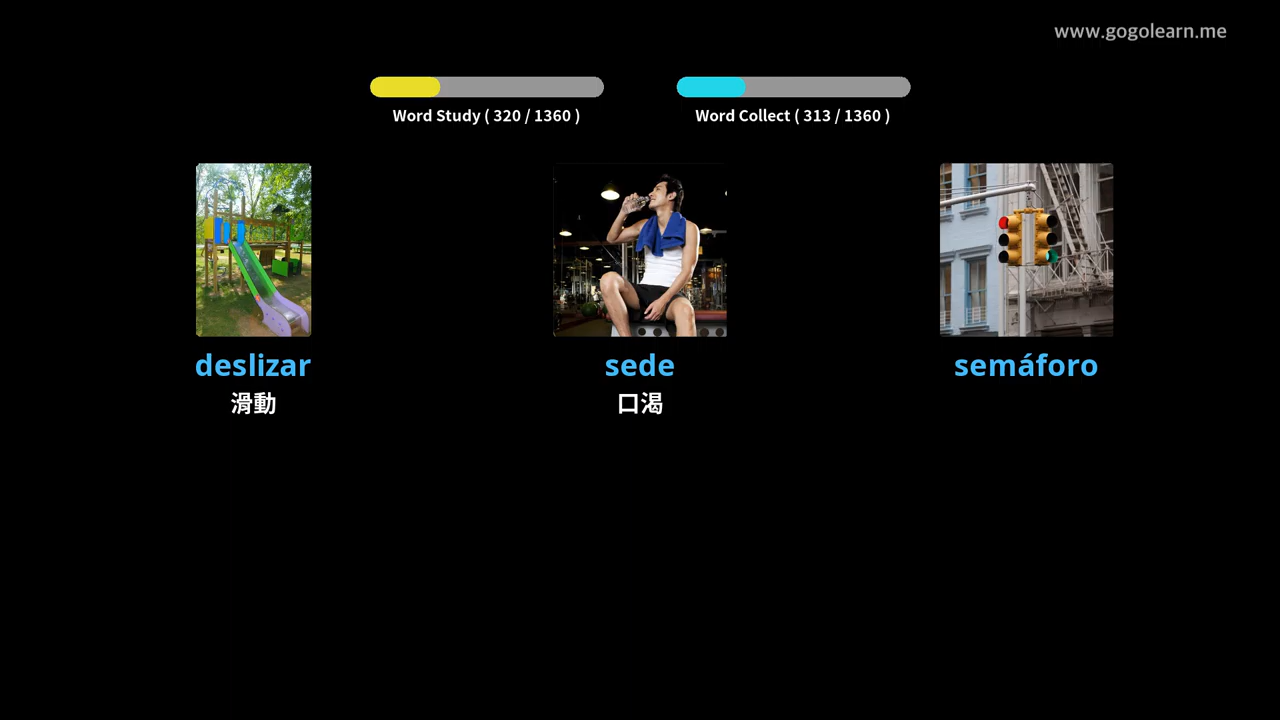 www.gogolearn.me
Word Study ( 320 / 1360 )
Word Collect ( 313 / 1360 )
deslizar
sede
semáforo
滑動
口渴